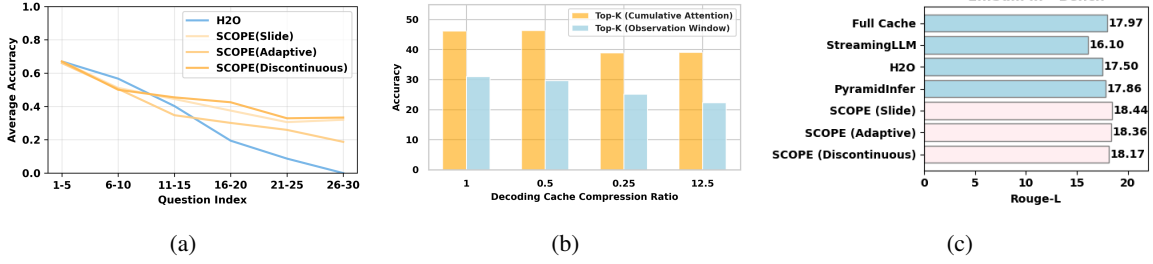 1.0
0.8
0.6
0.4
0.2
0.0
Average Accuracy
H2O
SCOPE(Slide)
SCOPE(Adaptive)
SCOPE(Discontinuous)
1-5 6-10 11-15 16-20 21-25 26-30
Question Index
(a)
50
40
30
20
10
0
Accuracy
Top-K (Cumulative Attention)
Top-K (Observation Window)
1 0.5 0.25 12.5
Decoding Cache Compression Ratio
(b)
Full Cache 17.97
StreamingLLM 16.10
H2O 17.50
PyramidInfer 17.86
SCOPE (Slide) 18.44
SCOPE (Adaptive) 18.36
SCOPE (Discontinuous) 18.17
0 5 10 15 20
Rouge-L
(c)